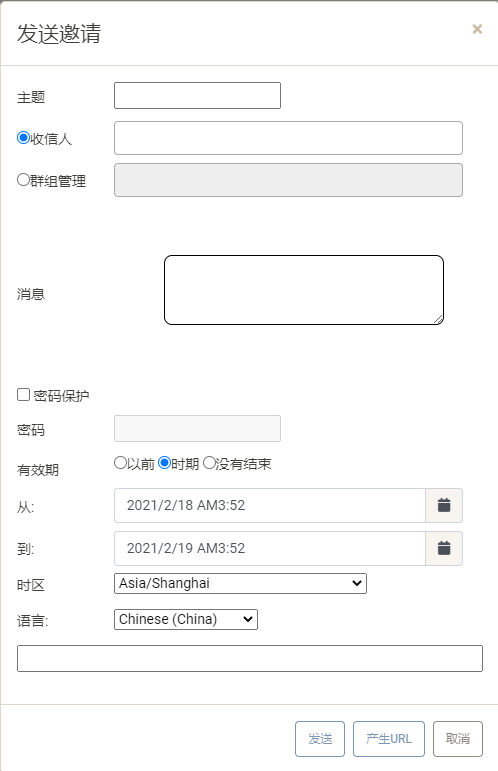 发送邀请 ×
主题
收信人
群组管理
消息
密码保护
密码
有效期 以前 时期 没有结束
从: 2021/2/18 AM3:52
到: 2021/2/19 AM3:52
时区 Asia/Shanghai
语言: Chinese (China)
发送 产生URL 取消